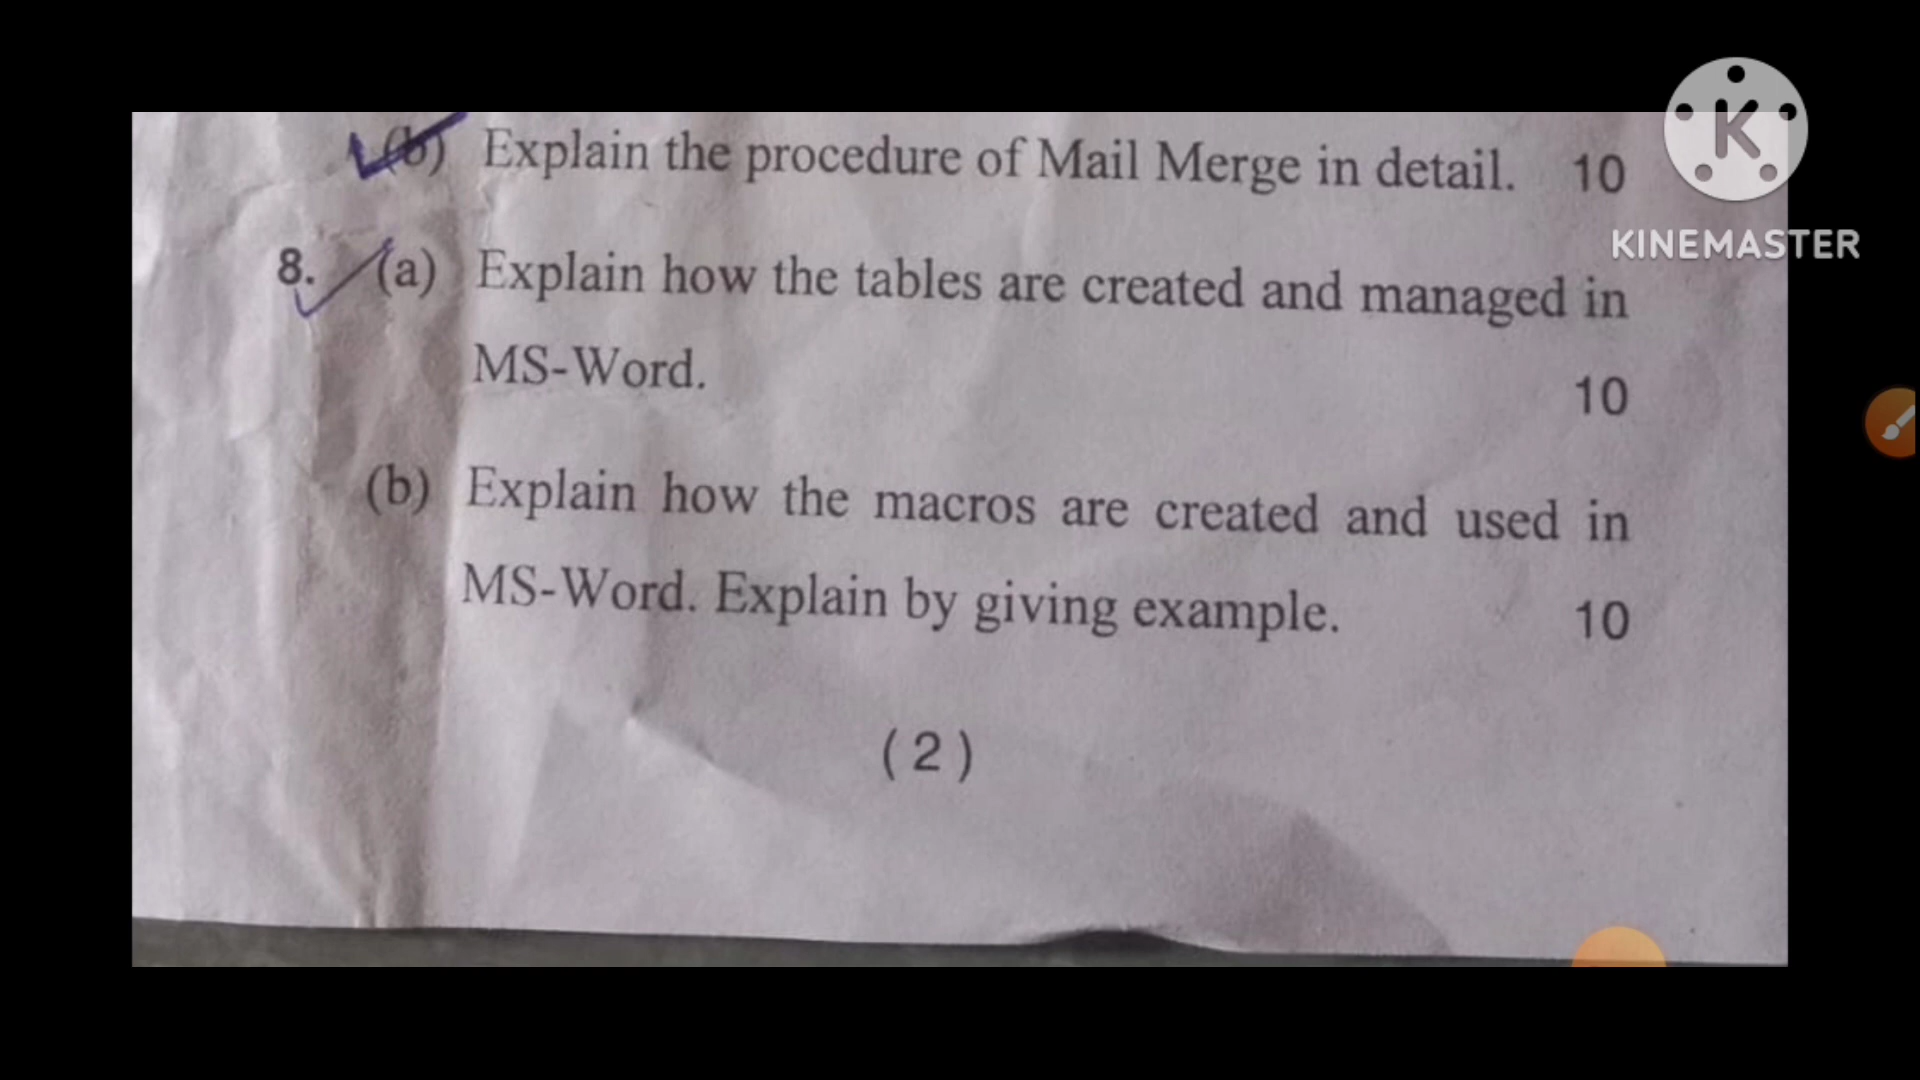 (b) Explain the procedure of Mail Merge in detail. 10
K
KINEMASTER
8. (a) Explain how the tables are created and managed in
MS-Word. 10
(b) Explain how the macros are created and used in
MS-Word. Explain by giving example. 10
(2)